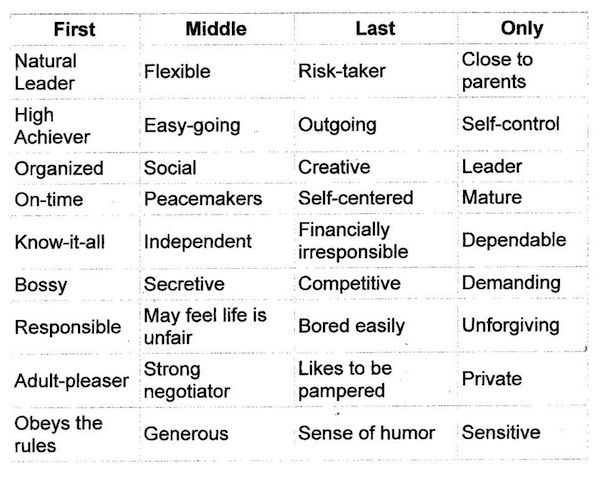 First Middle Last Only
Natural Leader Flexible Risk-taker Close to parents
High Achiever Easy-going Outgoing Self-control
Organized Social Creative Leader
On-time Peacemakers Self-centered Mature
Know-it-all Independent Financially irresponsible Dependable
Bossy Secretive Competitive Demanding
Responsible May feel life is unfair Bored easily Unforgiving
Adult-pleaser Strong negotiator Likes to be pampered Private
Obeys the rules Generous Sense of humor Sensitive